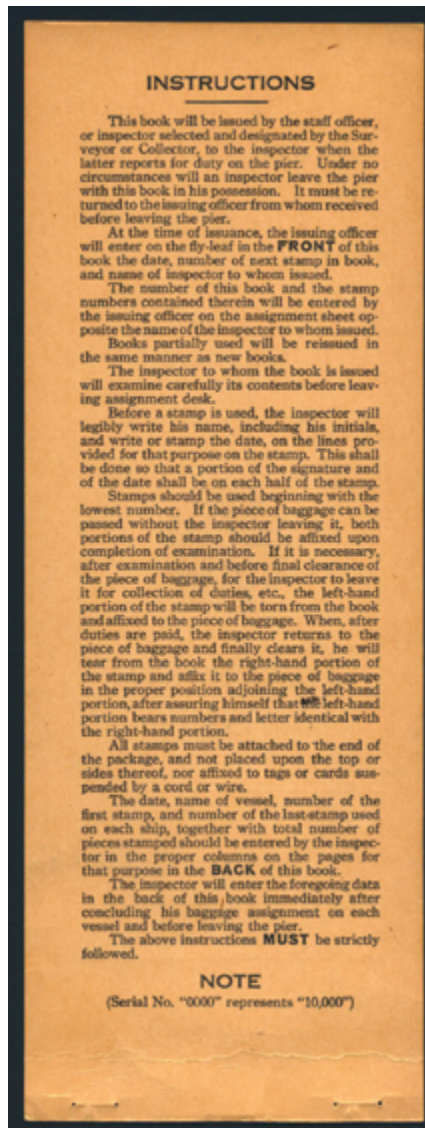 INSTRUCTIONS
This book will be issued by the staff officer,
or inspector selected and designated by the Sur-
veyor or Collector, to the inspector when the
latter reports for duty on the pier. Under no
circumstances will an inspector leave the pier
with this book in his possession. It must be re-
turned to the issuing officer from whom received
before leaving the pier.
At the time of issuance, the issuing officer
will enter on the fly-leaf in the FRONT of this
book the date, number of next stamp in book,
and name of inspector to whom issued.
The number of this book and the stamp
numbers contained therein will be entered by
the issuing officer on the assignment sheet op-
posite the name of the inspector to whom issued.
Books partially used will be reissued in
the same manner as new books.
The inspector to whom the book is issued
will examine carefully its contents before leav-
ing assignment desk.
Before a stamp is used, the inspector will
legibly write his name, including his initials,
and write or stamp the date, on the lines pro-
vided for that purpose on the stamp. This shall
be done so that a portion of the signature and
of the date shall be on each half of the stamp.
Stamps should be used beginning with the
lowest number. If the piece of baggage can be
passed without the inspector leaving it, both
portions of the stamp should be affixed upon
completion of examination. If it is necessary,
after examination and before final clearance of
the piece of baggage, for the inspector to leave
it for collection of duties, etc., the left-hand
portion of the stamp will be torn from the book
and affixed to the piece of baggage. When, after
duties are paid, the inspector returns to the
piece of baggage and finally clears it, he will
tear from the book the right-hand portion of
the stamp and affix it to the piece of baggage
in the proper position adjoining the left-hand
portion, after assuring himself that the left-hand
portion bears numbers and letter identical with
the right-hand portion.
All stamps must be attached to the end of
the package, and not placed upon the top or
sides thereof, nor affixed to tags or cards sus-
pended by a cord or wire.
The date, name of vessel, number of the
first stamp, and number of the last stamp used
on each ship, together with total number of
pieces stamped should be entered by the inspec-
tor in the proper columns on the pages for
that purpose in the BACK of this book.
The inspector will enter the foregoing data
in the back of this book immediately after
concluding his baggage assignment on each
vessel and before leaving the pier.
The above instructions MUST be strictly
followed.
NOTE
(Serial No. "0000" represents "10,000")